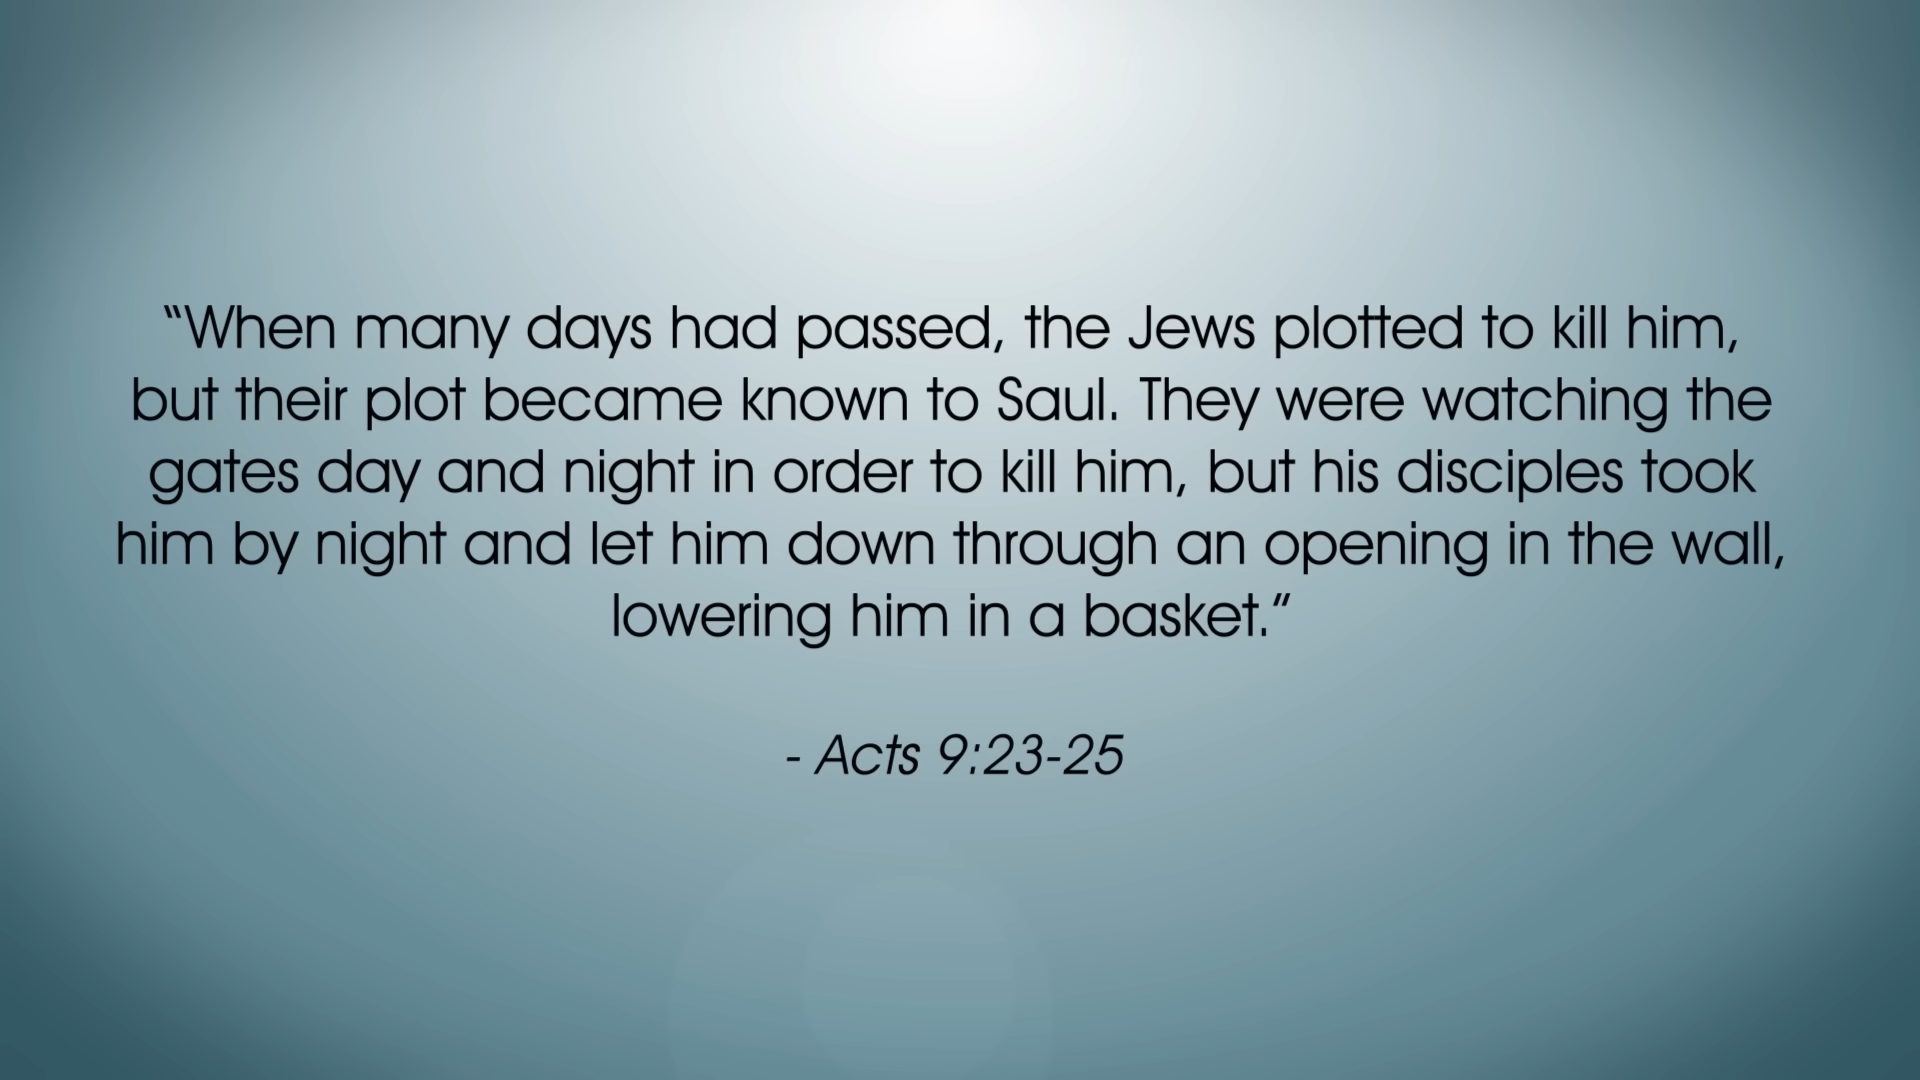 “When many days had passed, the Jews plotted to kill him,
but their plot became known to Saul. They were watching the
gates day and night in order to kill him, but his disciples took
him by night and let him down through an opening in the wall,
lowering him in a basket.”
- Acts 9:23-25